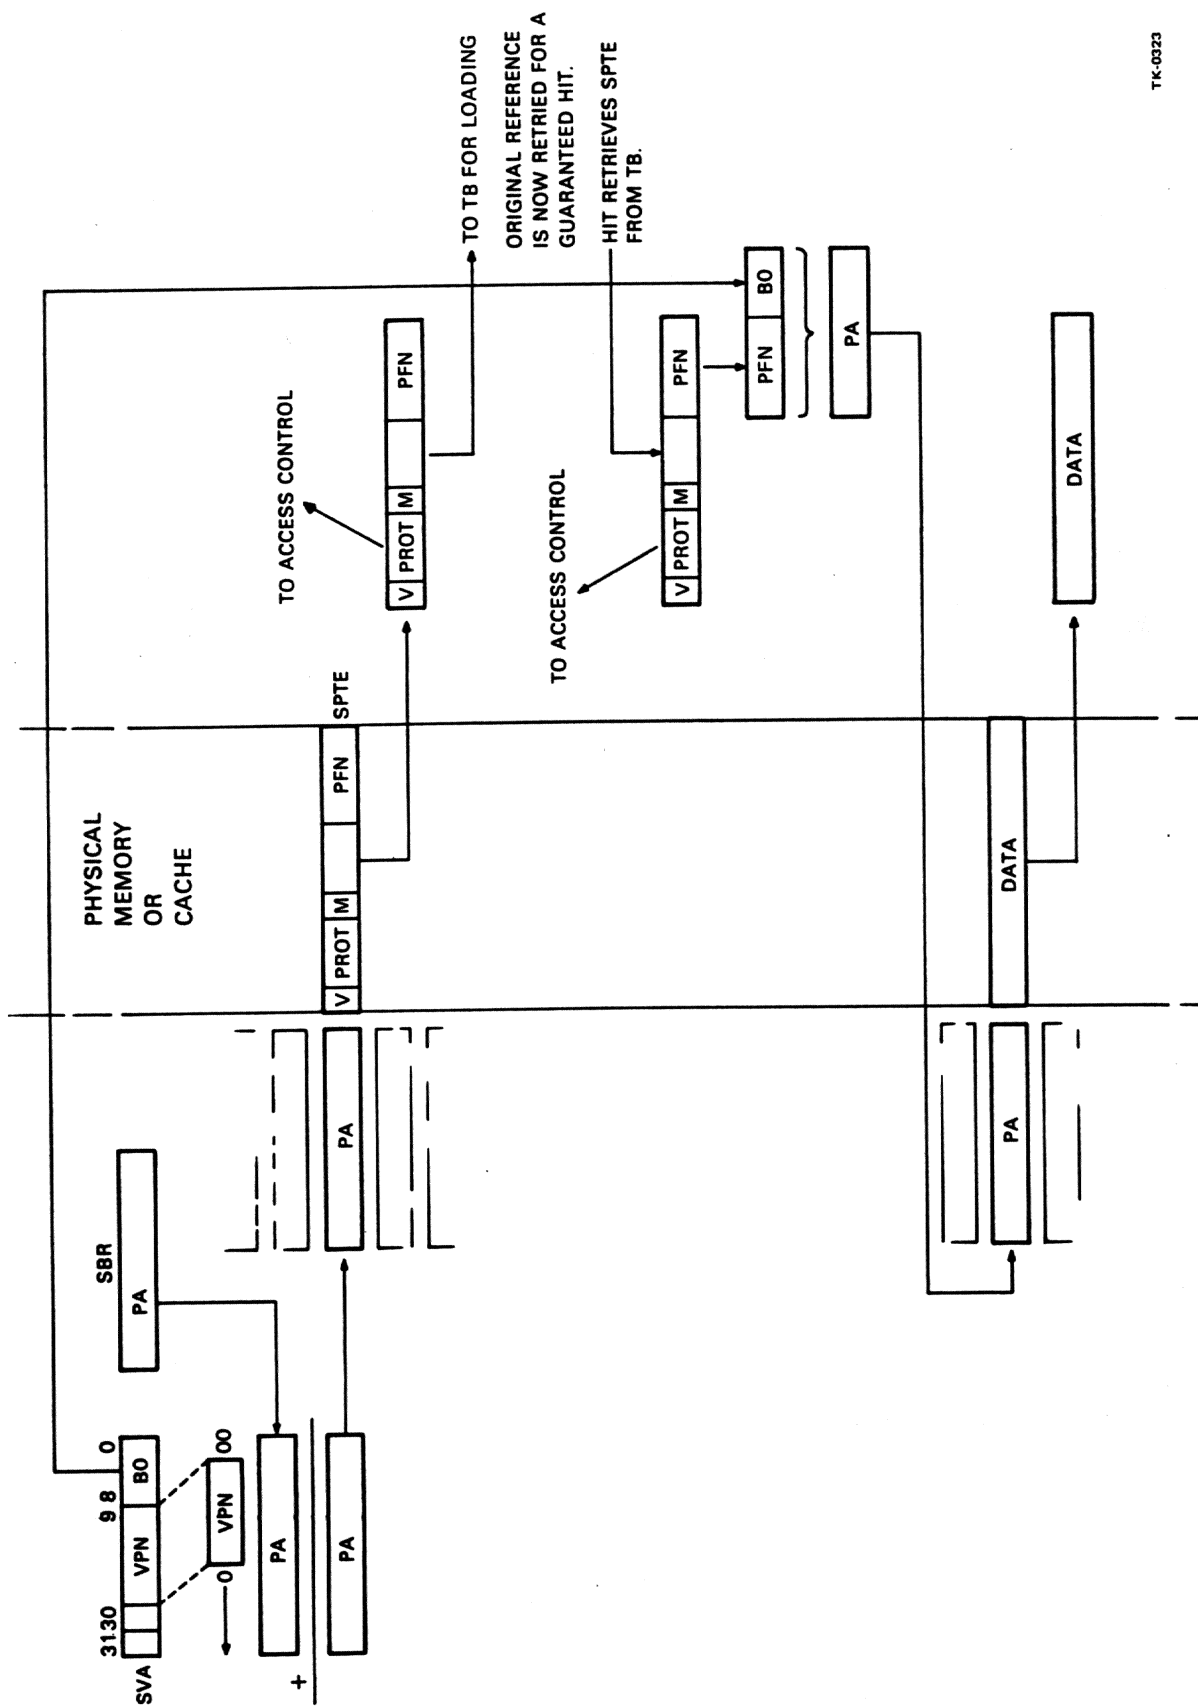 SVA
3130
9 8
0
VPN
BO
0
VPN
00
+
PA
PA
SBR
PA
PA
PHYSICAL
MEMORY
OR
CACHE
V PROT M PFN
SPTE
TO ACCESS CONTROL
V PROT M PFN
TO TB FOR LOADING
ORIGINAL REFERENCE
IS NOW RETRIED FOR A
GUARANTEED HIT.
HIT RETRIEVES SPTE
FROM TB.
TO ACCESS CONTROL
V PROT M PFN
PFN BO
PA
PA
DATA
DATA
TK-0323